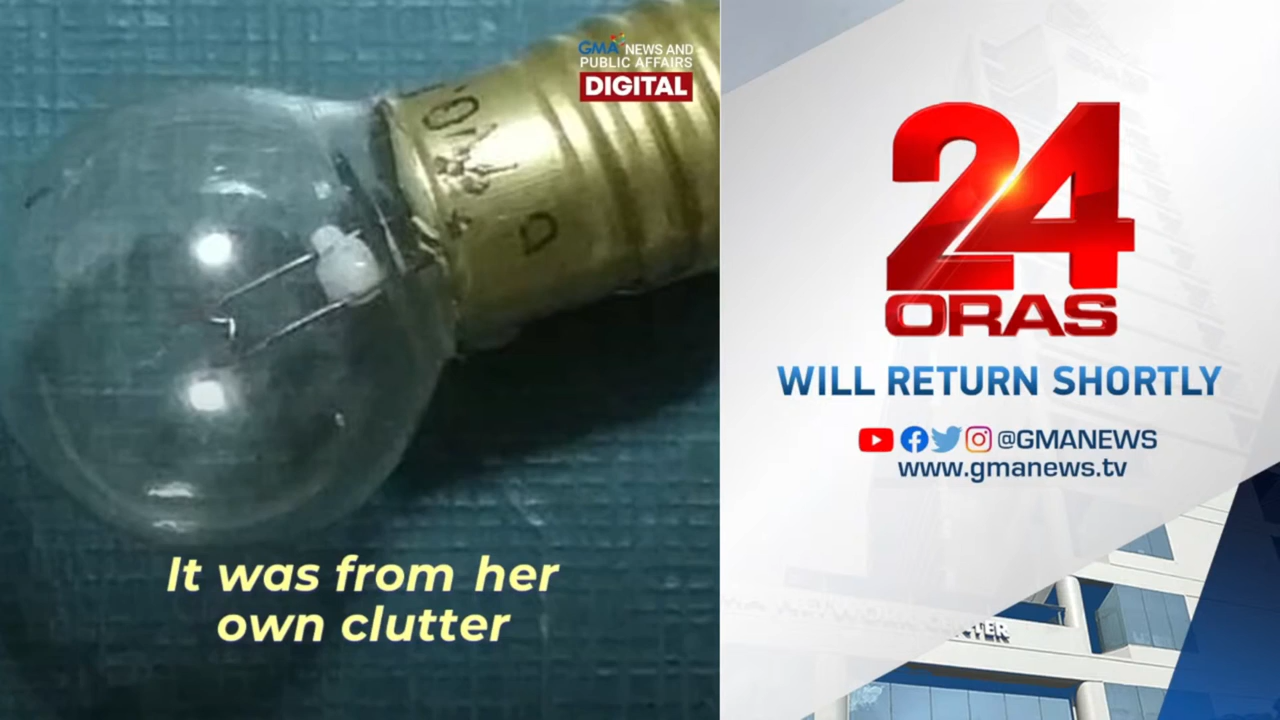 GMA NEWS AND
PUBLIC AFFAIRS
DIGITAL
It was from her
own clutter
24
ORAS
WILL RETURN SHORTLY
@GMANEWS
www.gmanews.tv